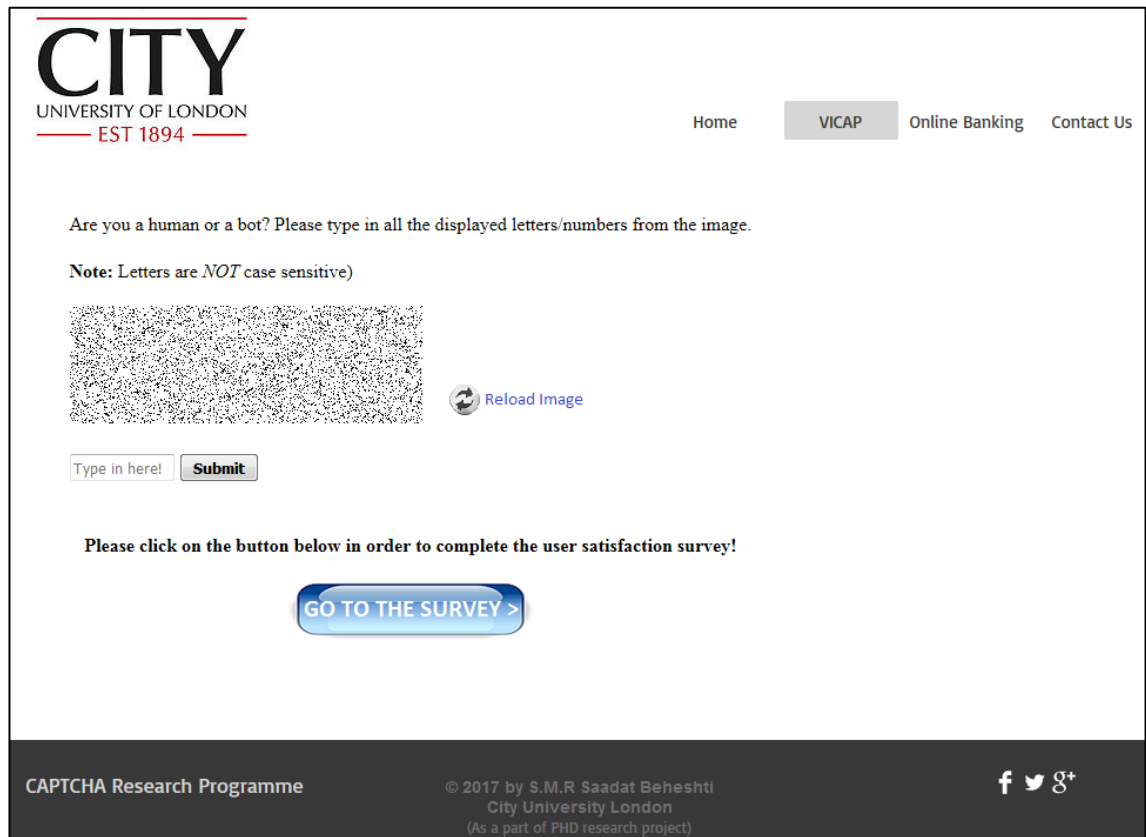 CITY
UNIVERSITY OF LONDON
EST 1894
Home VICAP Online Banking Contact Us
Are you a human or a bot? Please type in all the displayed letters/numbers from the image.
Note: Letters are NOT case sensitive)
Reload Image
Type in here! Submit
Please click on the button below in order to complete the user satisfaction survey!
GO TO THE SURVEY >
CAPTCHA Research Programme
© 2017 by S.M.R Saadat Beheshti
City University London
(As a part of PHD research project)